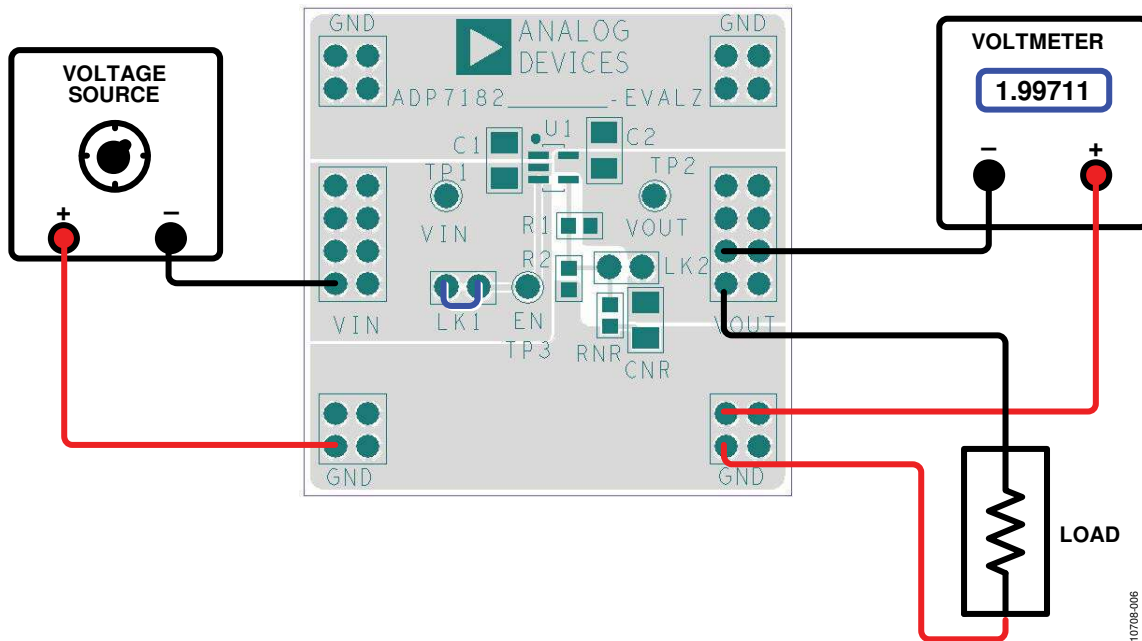 GND
ANALOG
DEVICES
GND
ADP7182_________-EVALZ
VOLTAGE
SOURCE
+
−
VOLTMETER
1.99711
−
+
C1
U1
C2
TP1
TP2
VIN
R1
VOUT
R2
LK2
VIN
LK1
EN
TP3
RNR
CNR
VOUT
GND
GND
LOAD
10708-006